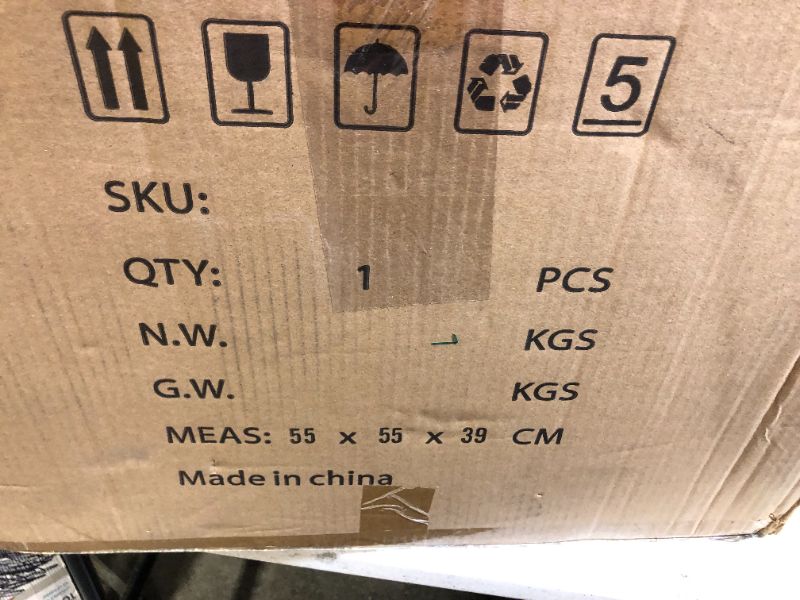 5
SKU:
QTY: 1 PCS
N.W. KGS
G.W. KGS
MEAS: 55 x 55 x 39 CM
Made in china